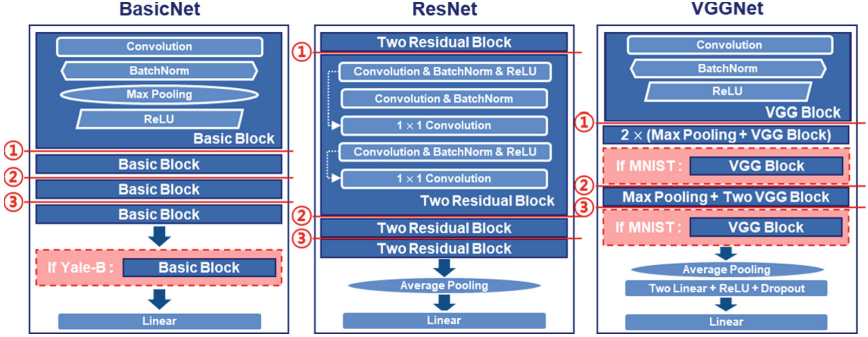 BasicNet
Convolution
BatchNorm
Max Pooling
ReLU
Basic Block
①
Basic Block
②
Basic Block
③
Basic Block
If Yale-B :
Basic Block
Linear
ResNet
Two Residual Block
①
Convolution & BatchNorm & ReLU
Convolution & BatchNorm
1 × 1 Convolution
Convolution & BatchNorm & ReLU
1 × 1 Convolution
Two Residual Block
②
Two Residual Block
③
Two Residual Block
Average Pooling
Linear
VGGNet
Convolution
BatchNorm
ReLU
VGG Block
①
2 × (Max Pooling + VGG Block)
If MNIST :
VGG Block
②
Max Pooling + Two VGG Block
③
If MNIST :
VGG Block
Average Pooling
Two Linear + ReLU + Dropout
Linear